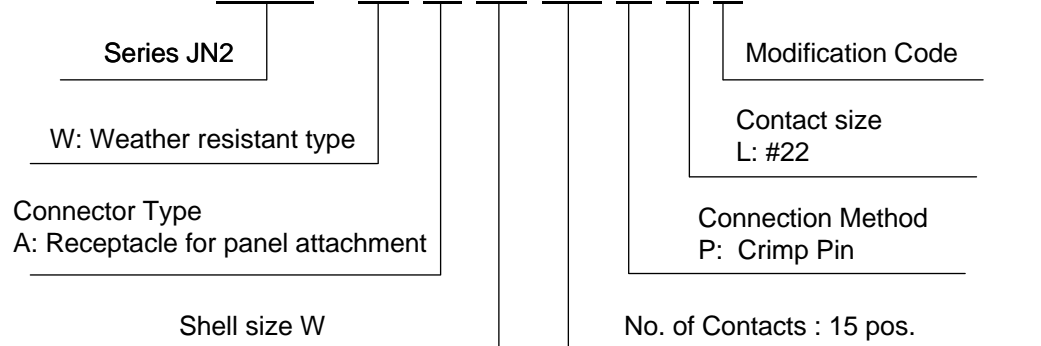 Series JN2
Modification Code
W: Weather resistant type
Contact size
L: #22
Connector Type
A: Receptacle for panel attachment
Connection Method
P: Crimp Pin
Shell size W
No. of Contacts : 15 pos.